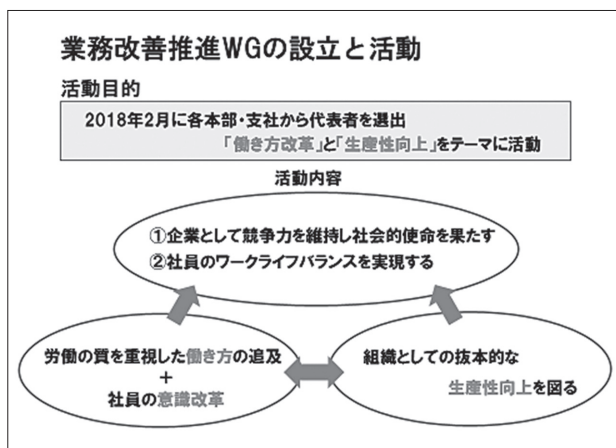 業務改善推進WGの設立と活動
活動目的
2018年2月に各本部・支社から代表者を選出
「働き方改革」と「生産性向上」をテーマに活動
活動内容
①企業として競争力を維持し社会的使命を果たす
②社員のワークライフバランスを実現する
労働の質を重視した働き方の追及
+
社員の意識改革
組織としての抜本的な
生産性向上を図る